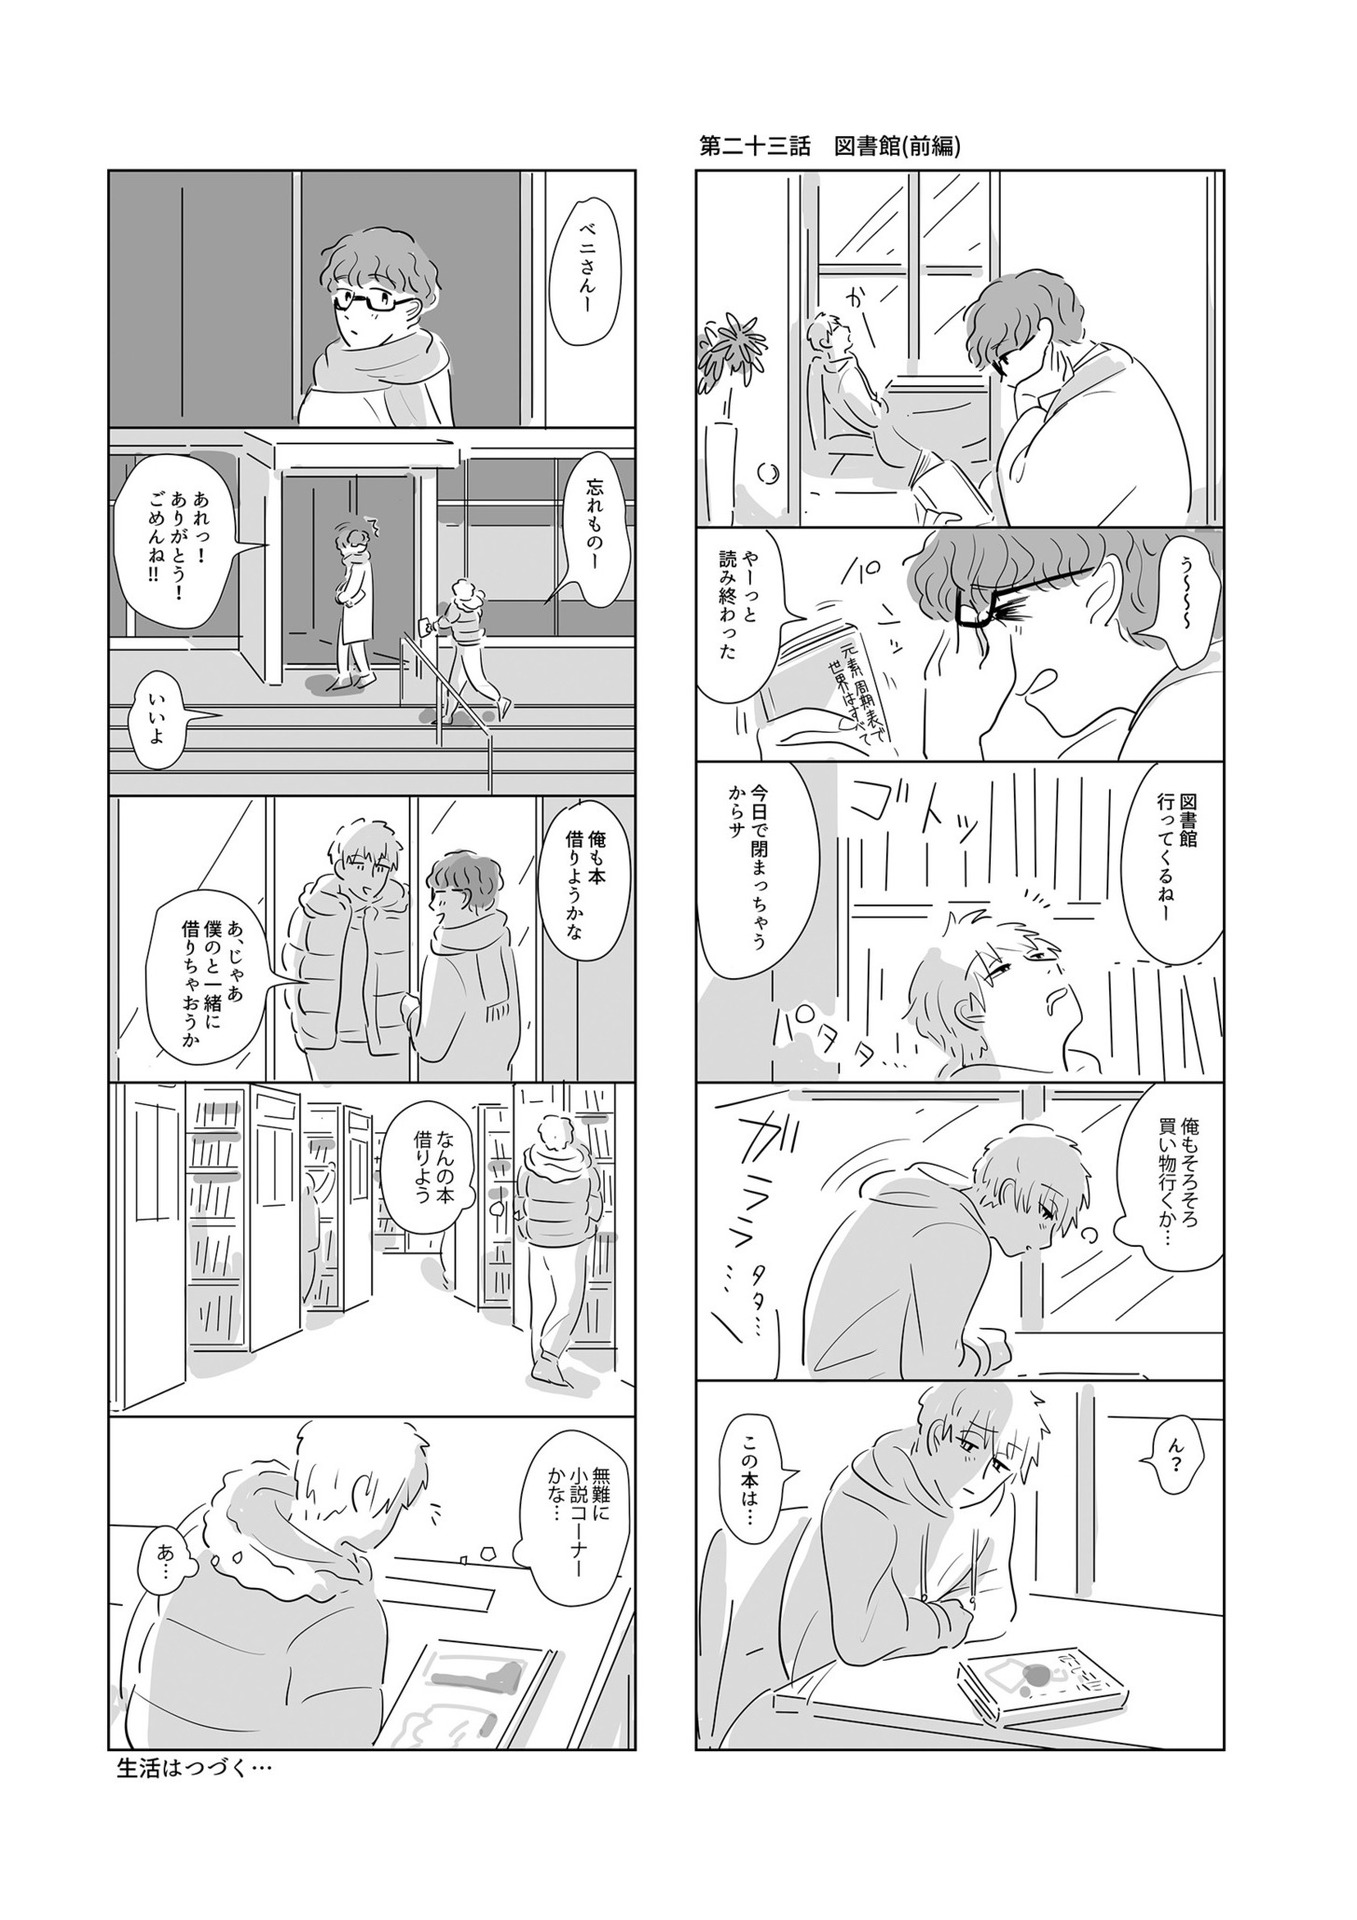 第二十三話　図書館(前編)
か
う〜〜〜
パタン
やーっと
読み終わった
元素周期表で
世界はすべて
図書館
行ってくるねー
ゴトッ
今日で閉まっちゃう
からサ
パタタ…
俺もそろそろ
買い物行くか…
ガララ…
タタ…
ん？
この本は…
ベニさんー
忘れものー
あれっ！
ありがとう！
ごめんね!!
いいよ
俺も本
借りようかな
あ、じゃあ
僕のと一緒に
借りちゃおうか
なんの本
借りよう
無難に
小説コーナー
かな…
あ…
生活はつづく…